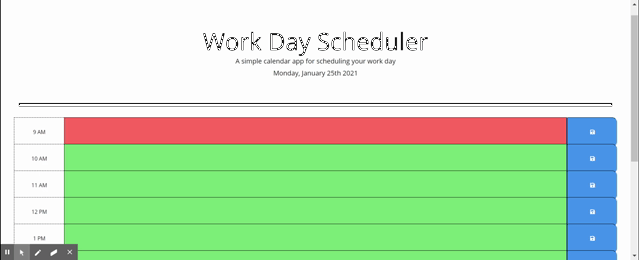 Work Day Scheduler
A simple calendar app for scheduling your work day
Monday, January 25th 2021
9 AM
10 AM
11 AM
12 PM
1 PM